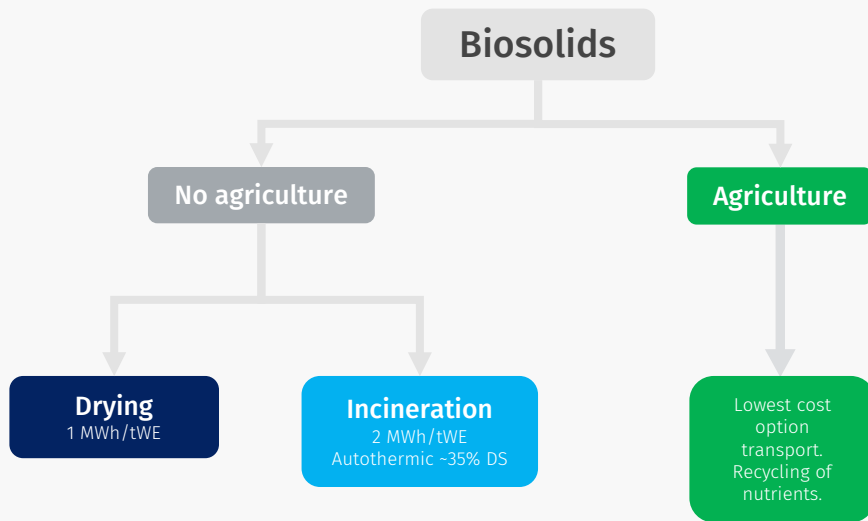 Biosolids
No agriculture
Agriculture
Drying
1 MWh/tWE
Incineration
2 MWh/tWE
Autothermic ~35% DS
Lowest cost
option
transport.
Recycling of
nutrients.